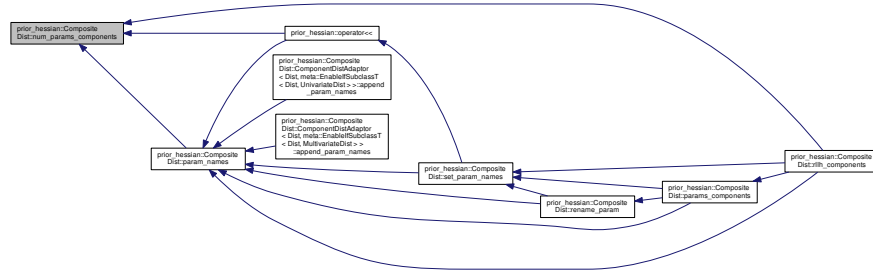 prior_hessian::Composite
Dist::num_params_components
prior_hessian::operator<<
prior_hessian::Composite
Dist::ComponentDistAdaptor
< Dist, meta::EnableIfSubclassT
< Dist, UnivariateDist > >::append
_param_names
prior_hessian::Composite
Dist::ComponentDistAdaptor
< Dist, meta::EnableIfSubclassT
< Dist, MultivariateDist > >
::append_param_names
prior_hessian::Composite
Dist::param_names
prior_hessian::Composite
Dist::set_param_names
prior_hessian::Composite
Dist::rename_param
prior_hessian::Composite
Dist::params_components
prior_hessian::Composite
Dist::rllh_components